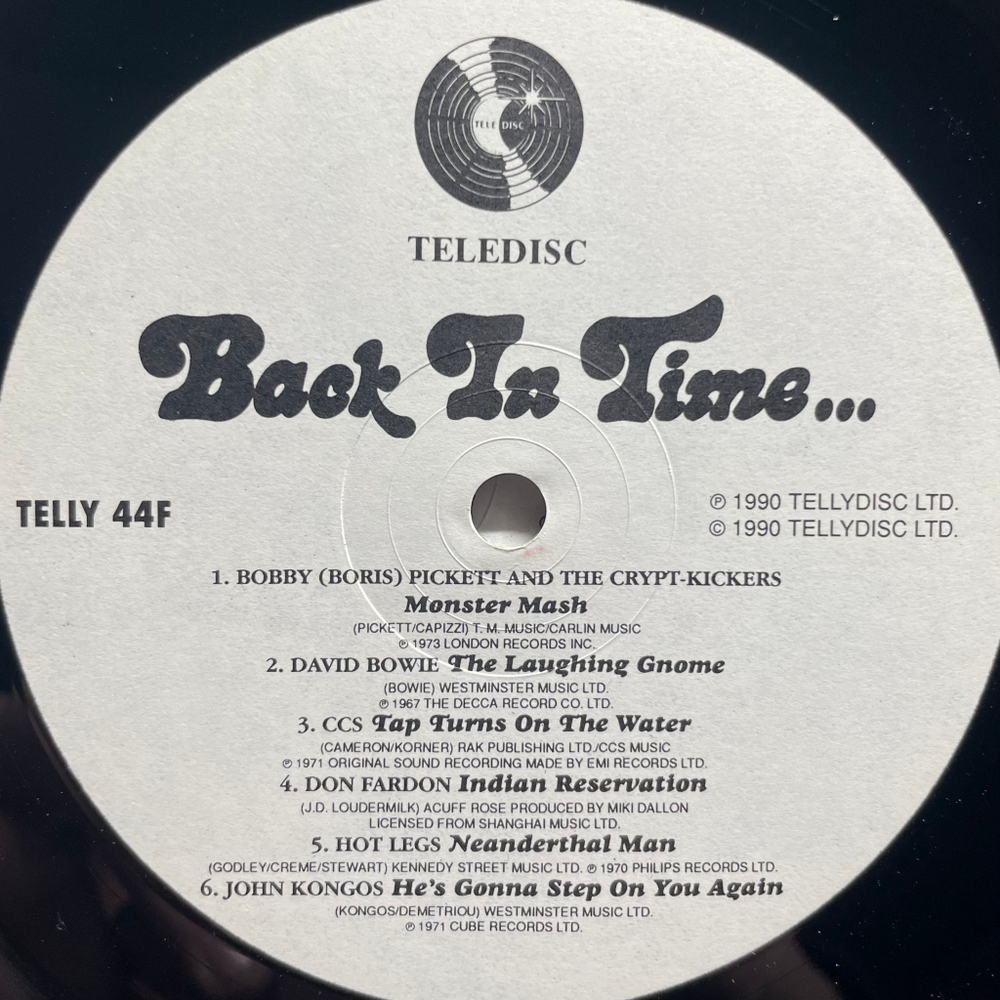 TELE DISC
TELEDISC
Back In Time...
TELLY 44F
℗ 1990 TELLYDISC LTD.
© 1990 TELLYDISC LTD.
1. BOBBY (BORIS) PICKETT AND THE CRYPT-KICKERS
Monster Mash
(PICKETT/CAPIZZI) T. M. MUSIC/CARLIN MUSIC
℗ 1973 LONDON RECORDS INC.
2. DAVID BOWIE The Laughing Gnome
(BOWIE) WESTMINSTER MUSIC LTD.
℗ 1967 THE DECCA RECORD CO. LTD.
3. CCS Tap Turns On The Water
(CAMERON/KORNER) RAK PUBLISHING LTD./CCS MUSIC
℗ 1971 ORIGINAL SOUND RECORDING MADE BY EMI RECORDS LTD.
4. DON FARDON Indian Reservation
(J.D. LOUDERMILK) ACUFF ROSE PRODUCED BY MIKI DALLON
LICENSED FROM SHANGHAI MUSIC LTD.
5. HOT LEGS Neanderthal Man
(GODLEY/CREME/STEWART) KENNEDY STREET MUSIC LTD. ℗ 1970 PHILIPS RECORDS LTD.
6. JOHN KONGOS He's Gonna Step On You Again
(KONGOS/DEMETRIOU) WESTMINSTER MUSIC LTD.
℗ 1971 CUBE RECORDS LTD.